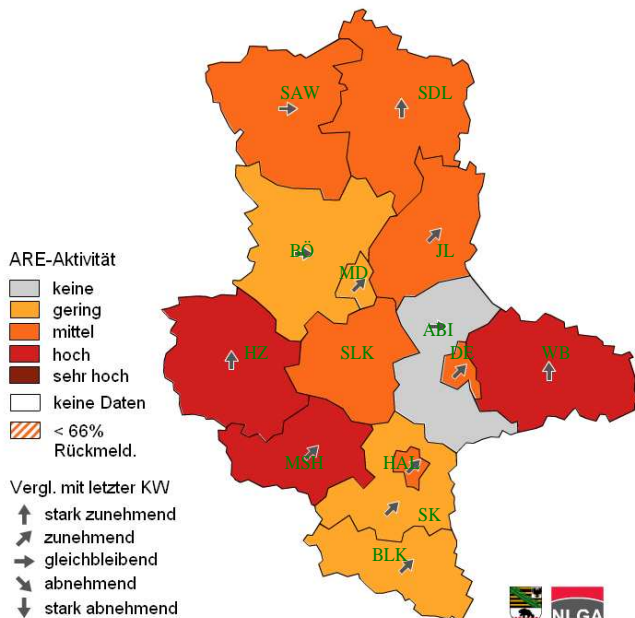 SAW
SDL
BÖ
MD
JL
ARE-Aktivität
keine
gering
mittel
hoch
sehr hoch
keine Daten
< 66%
Rückmeld.
HZ
SLK
ABI
DE
WB
MSH
HAL
SK
BLK
Vergl. mit letzter KW
stark zunehmend
zunehmend
gleichbleibend
abnehmend
stark abnehmend
NLGA